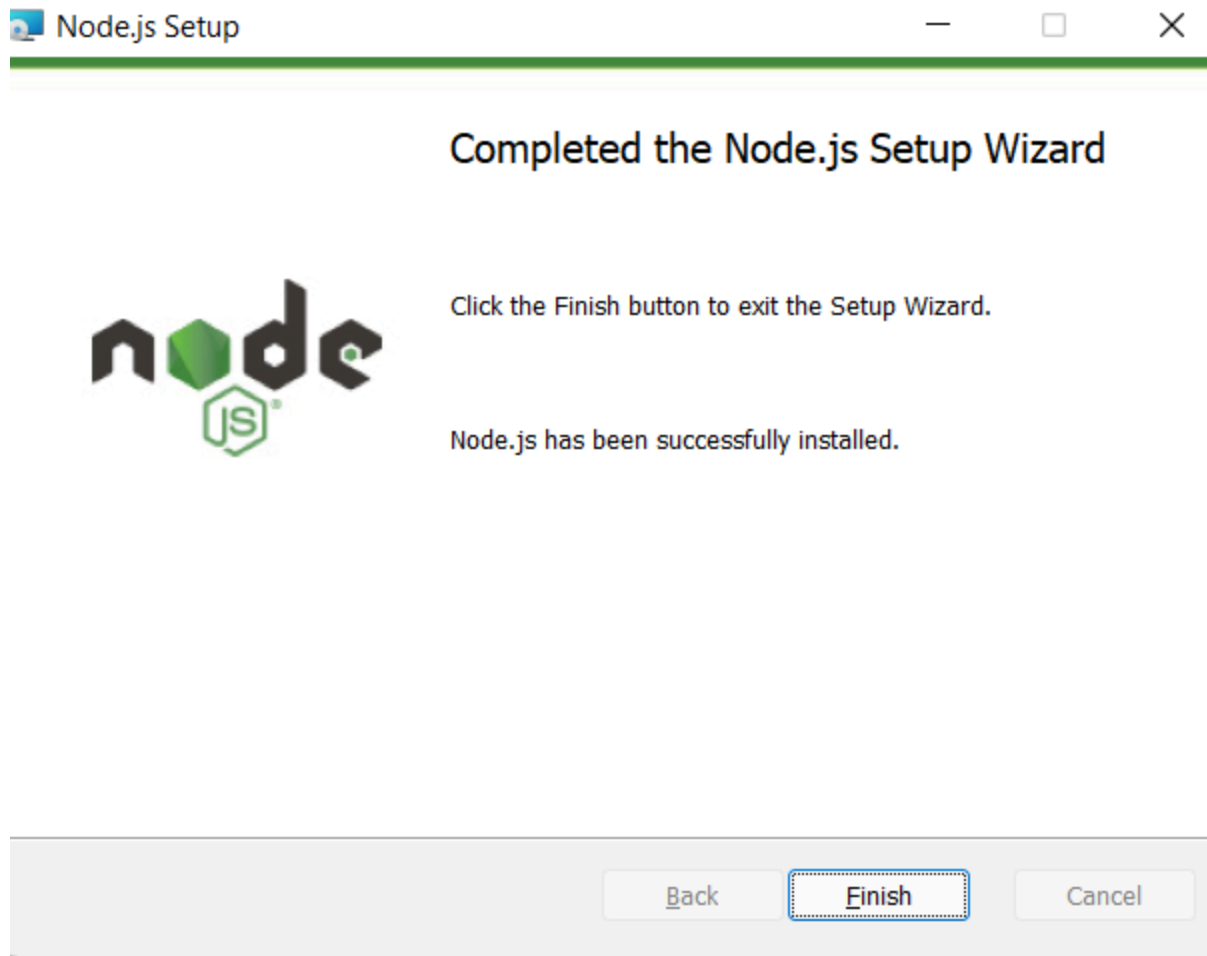 Node.js Setup
Completed the Node.js Setup Wizard
Click the Finish button to exit the Setup Wizard.
node
JS®
Node.js has been successfully installed.
Back
Finish
Cancel